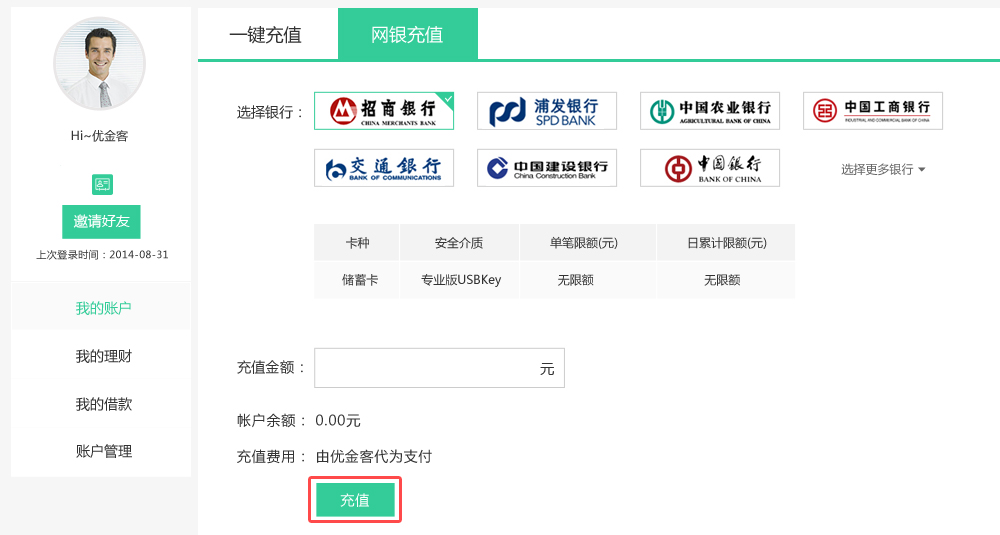 一键充值
网银充值
Hi~优金客
邀请好友
上次登录时间：2014-08-31
我的账户
我的理财
我的借款
账户管理
选择银行：
招商银行
CHINA MERCHANTS BANK
浦发银行
SPD BANK
中国农业银行
AGRICULTURAL BANK OF CHINA
中国工商银行
INDUSTRIAL AND COMMERCIAL BANK OF CHINA
交通銀行
BANK OF COMMUNICATIONS
中国建设银行
China Construction Bank
中國銀行
BANK OF CHINA
选择更多银行
卡种 安全介质 单笔限额(元) 日累计限额(元)
储蓄卡 专业版USBKey 无限额 无限额
充值金额： 元
帐户余额： 0.00元
充值费用： 由优金客代为支付
充值